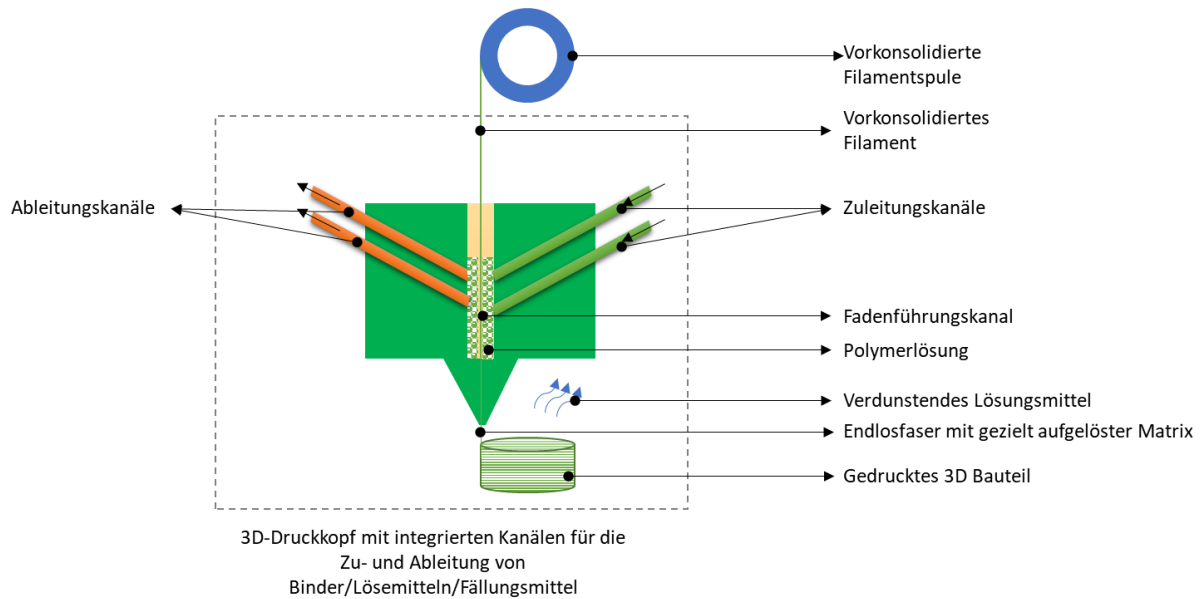 Vorkonsolidierte
Filamentspule
Vorkonsolidiertes
Filament
Ableitungskanäle
Zuleitungskanäle
Fadenführungskanal
Polymerlösung
Verdunstendes Lösungsmittel
Endlosfaser mit gezielt aufgelöster Matrix
Gedrucktes 3D Bauteil
3D-Druckkopf mit integrierten Kanälen für die
Zu- und Ableitung von
Binder/Lösemitteln/Fällungsmittel